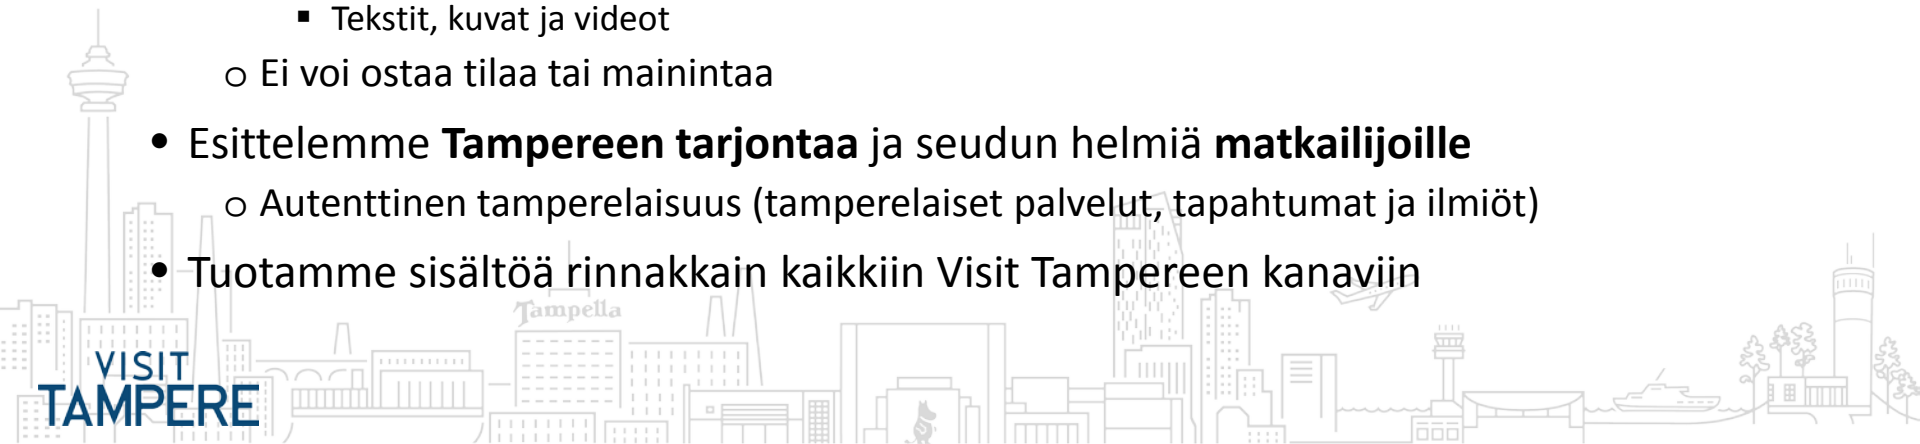 ▪ Tekstit, kuvat ja videot
o Ei voi ostaa tilaa tai mainintaa
• Esittelemme Tampereen tarjontaa ja seudun helmiä matkailijoille
o Autenttinen tamperelaisuus (tamperelaiset palvelut, tapahtumat ja ilmiöt)
• Tuotamme sisältöä rinnakkain kaikkiin Visit Tampereen kanaviin
Tampella
VISIT
TAMPERE